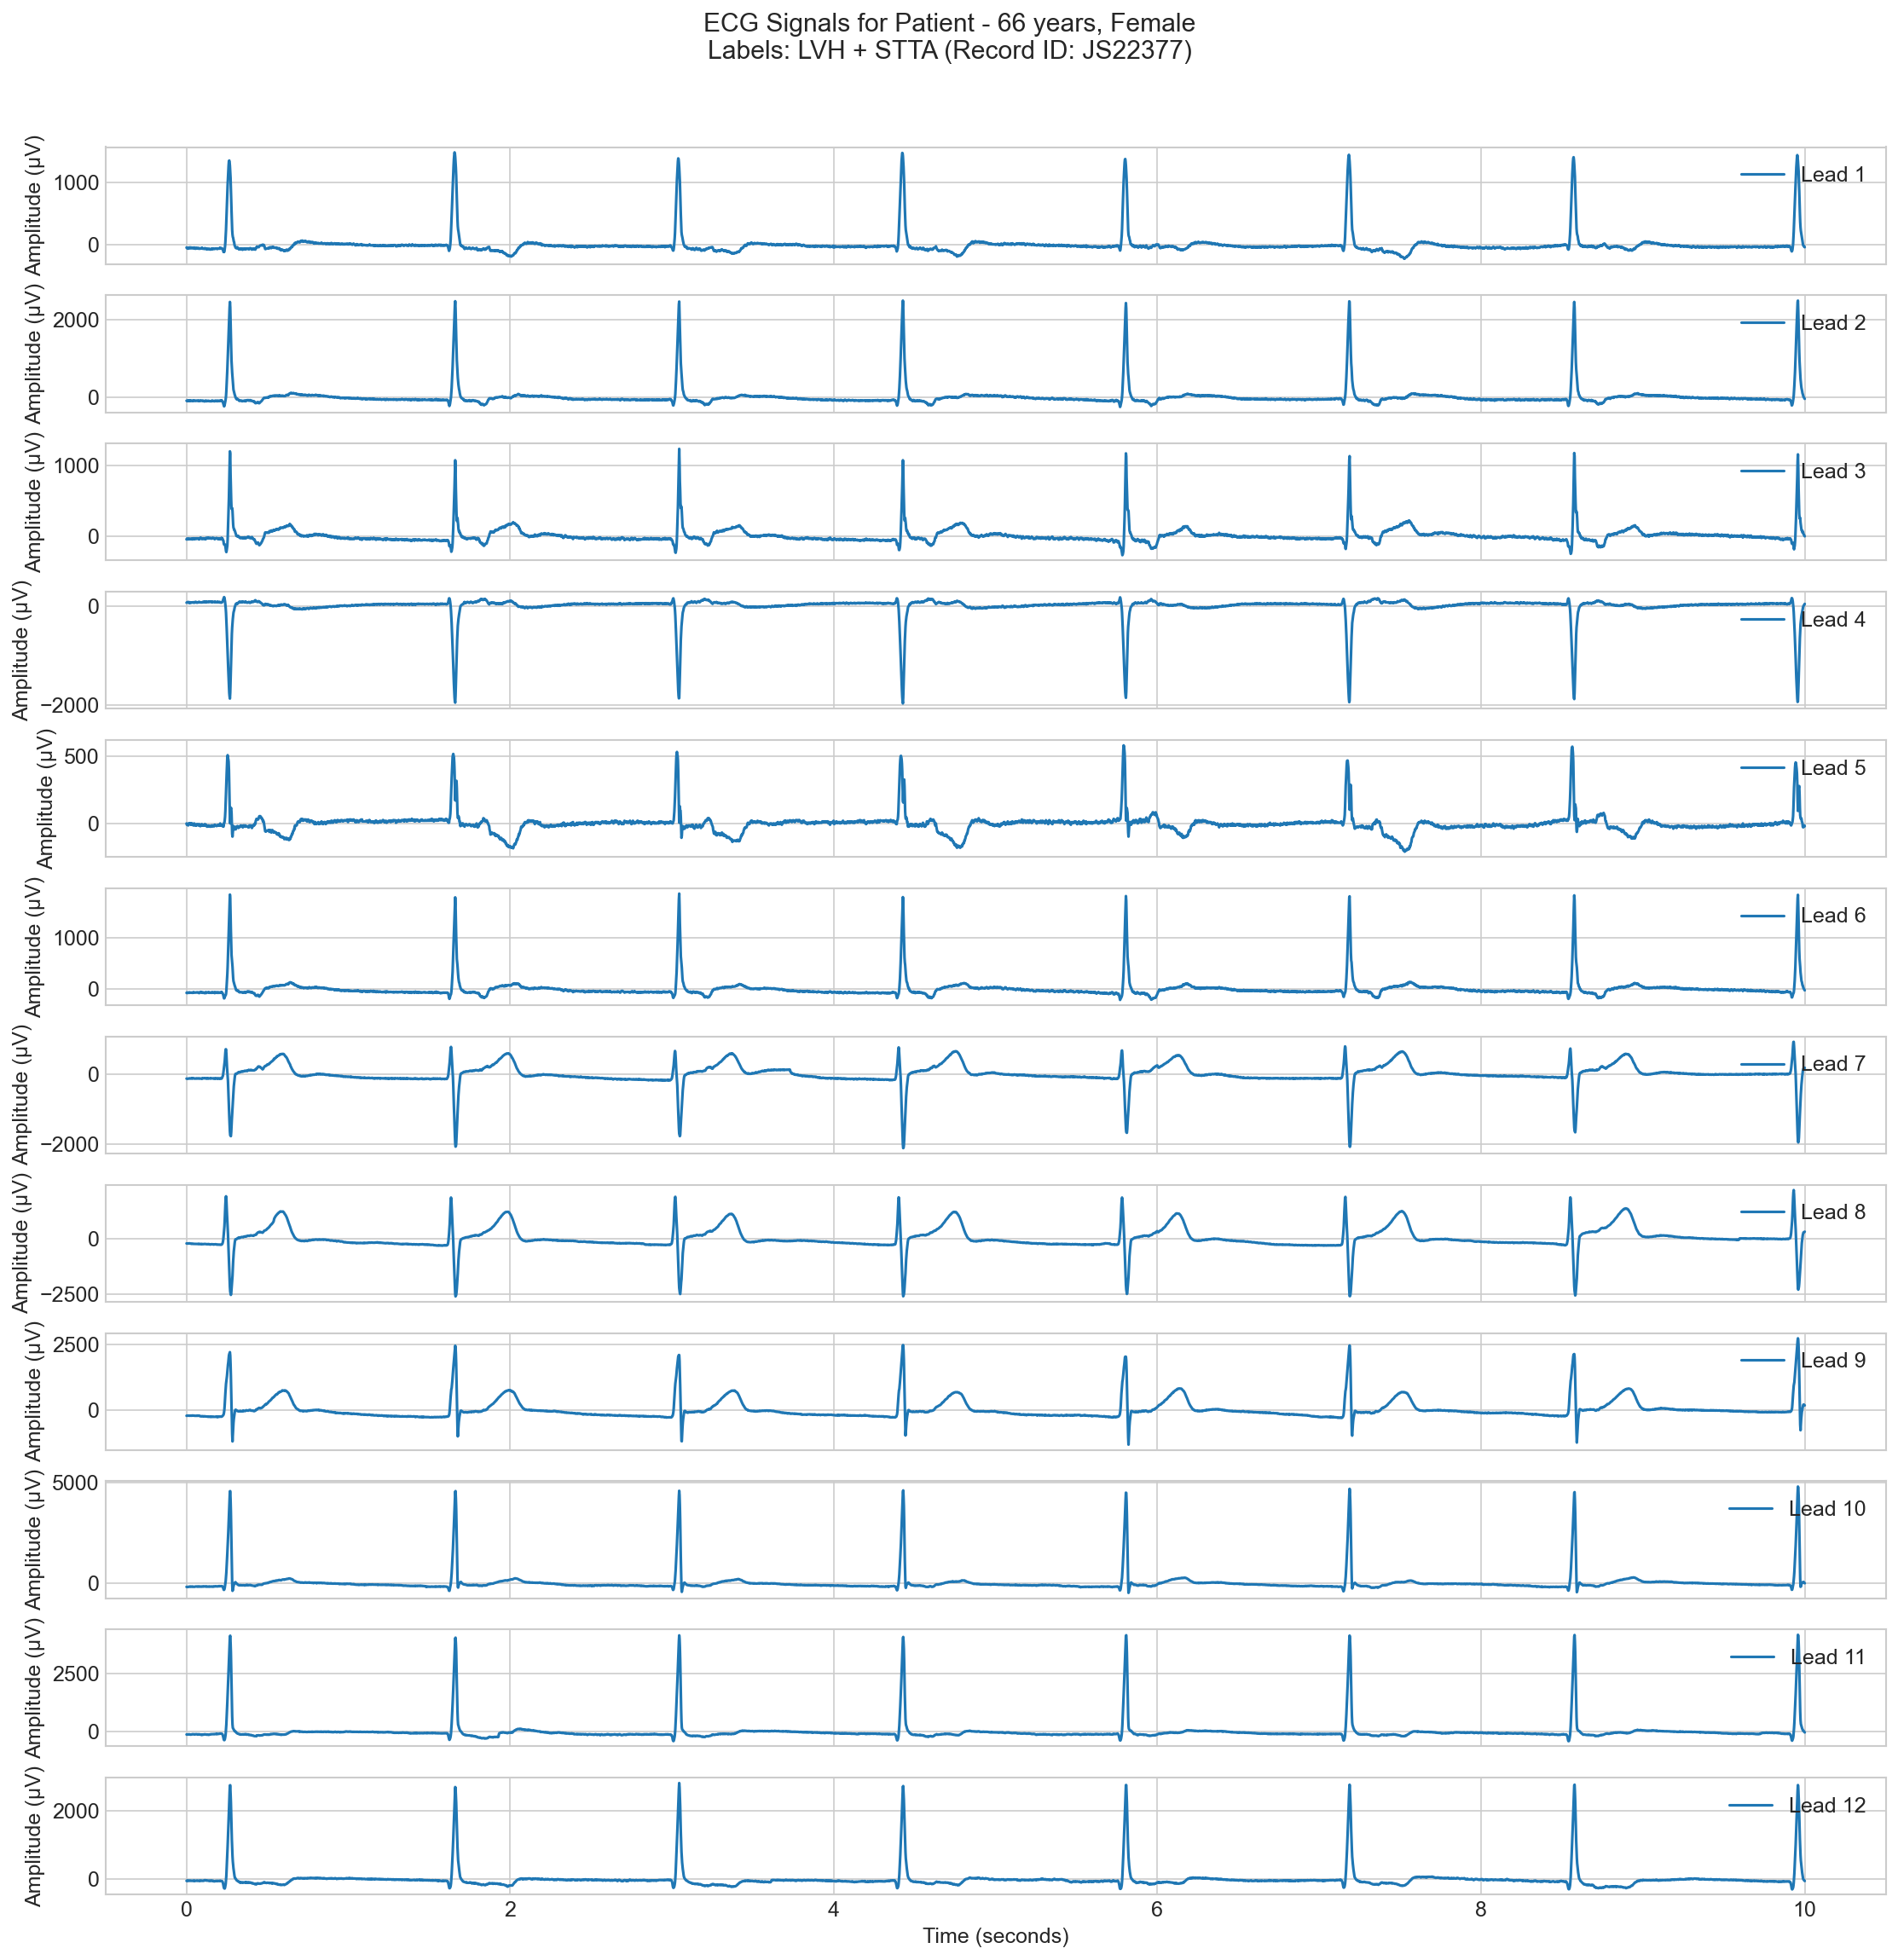 ECG Signals for Patient - 66 years, Female
Labels: LVH + STTA (Record ID: JS22377)
Amplitude (µV)
1000
0
Lead 1
Amplitude (µV)
2000
0
Lead 2
Amplitude (µV)
1000
0
Lead 3
Amplitude (µV)
0
−2000
Lead 4
Amplitude (µV)
500
0
Lead 5
Amplitude (µV)
1000
0
Lead 6
Amplitude (µV)
0
−2000
Lead 7
Amplitude (µV)
0
−2500
Lead 8
Amplitude (µV)
2500
0
Lead 9
Amplitude (µV)
5000
0
Lead 10
Amplitude (µV)
2500
0
Lead 11
Amplitude (µV)
2000
0
Lead 12
0 2 4 6 8 10
Time (seconds)